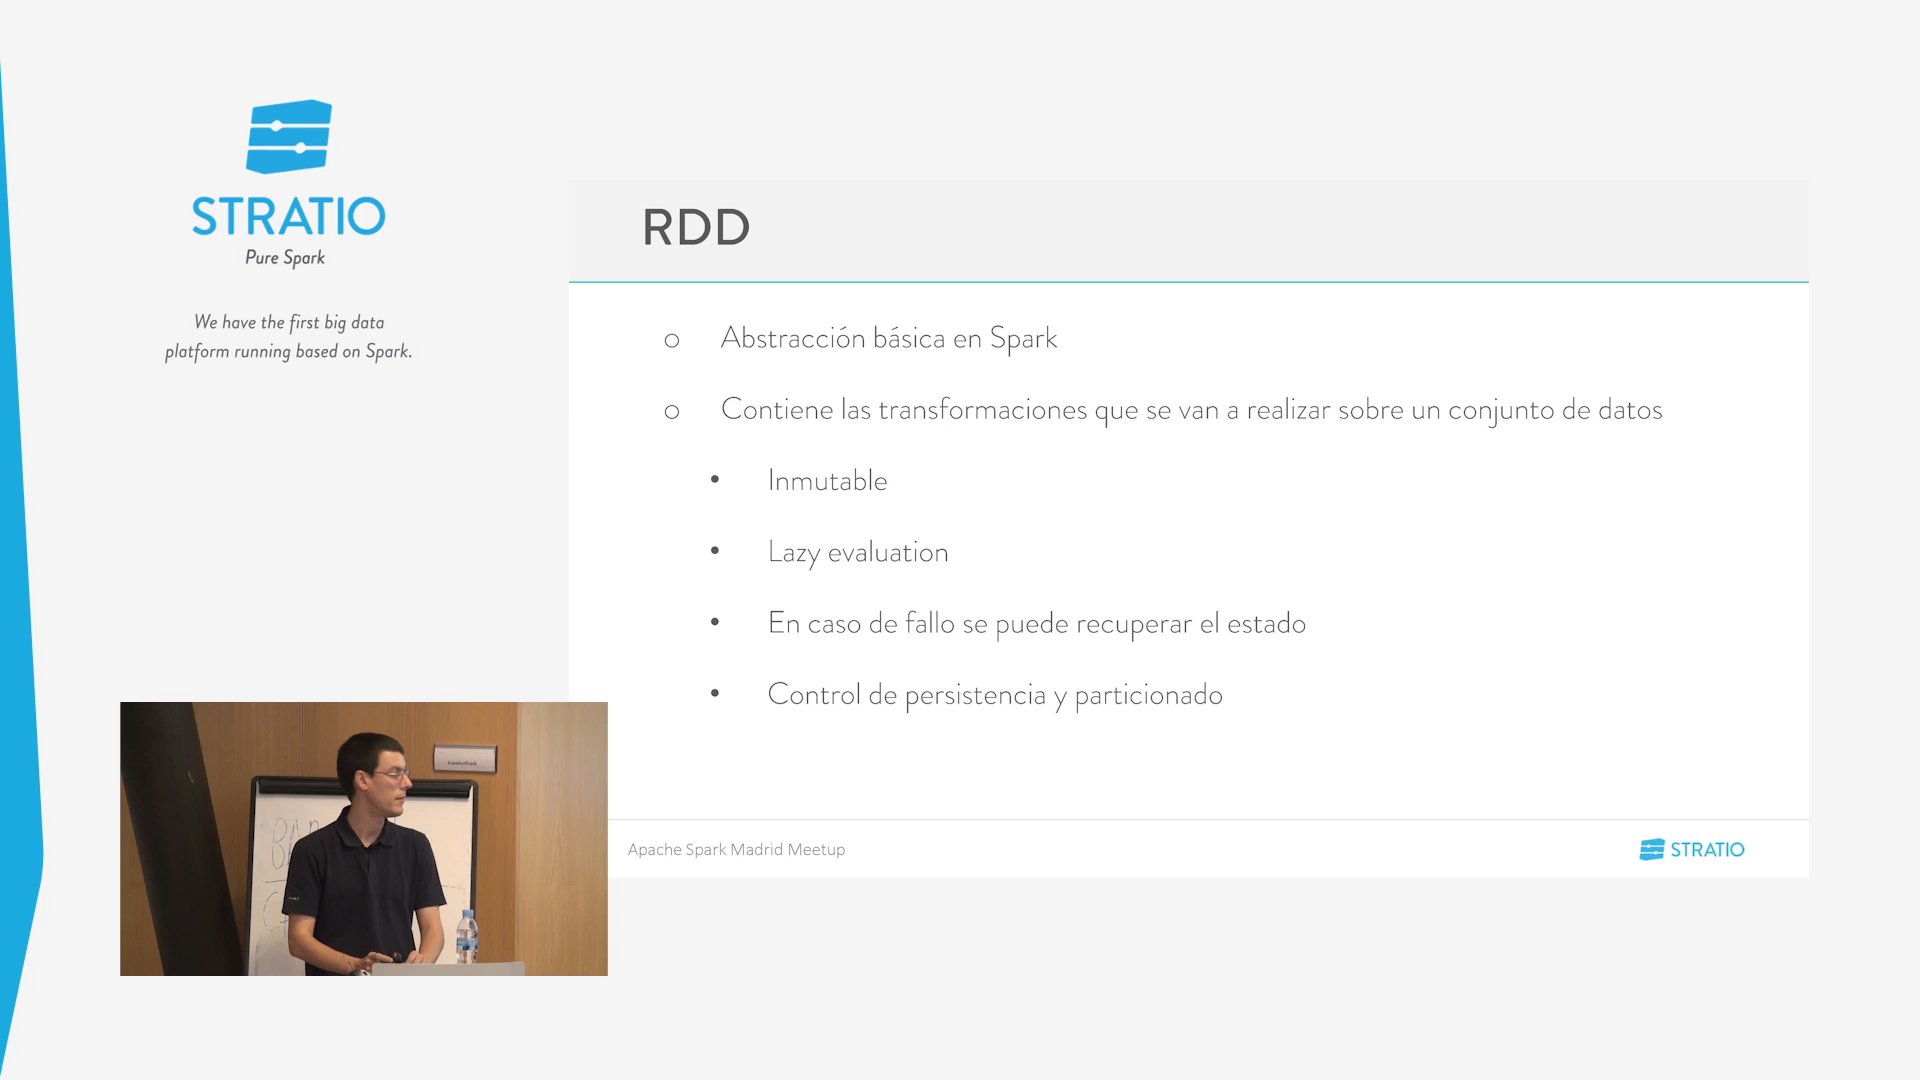 STRATIO
Pure Spark
We have the first big data
platform running based on Spark.
RDD
Abstracción básica en Spark
Contiene las transformaciones que se van a realizar sobre un conjunto de datos
Inmutable
Lazy evaluation
En caso de fallo se puede recuperar el estado
Control de persistencia y particionado
Apache Spark Madrid Meetup
STRATIO